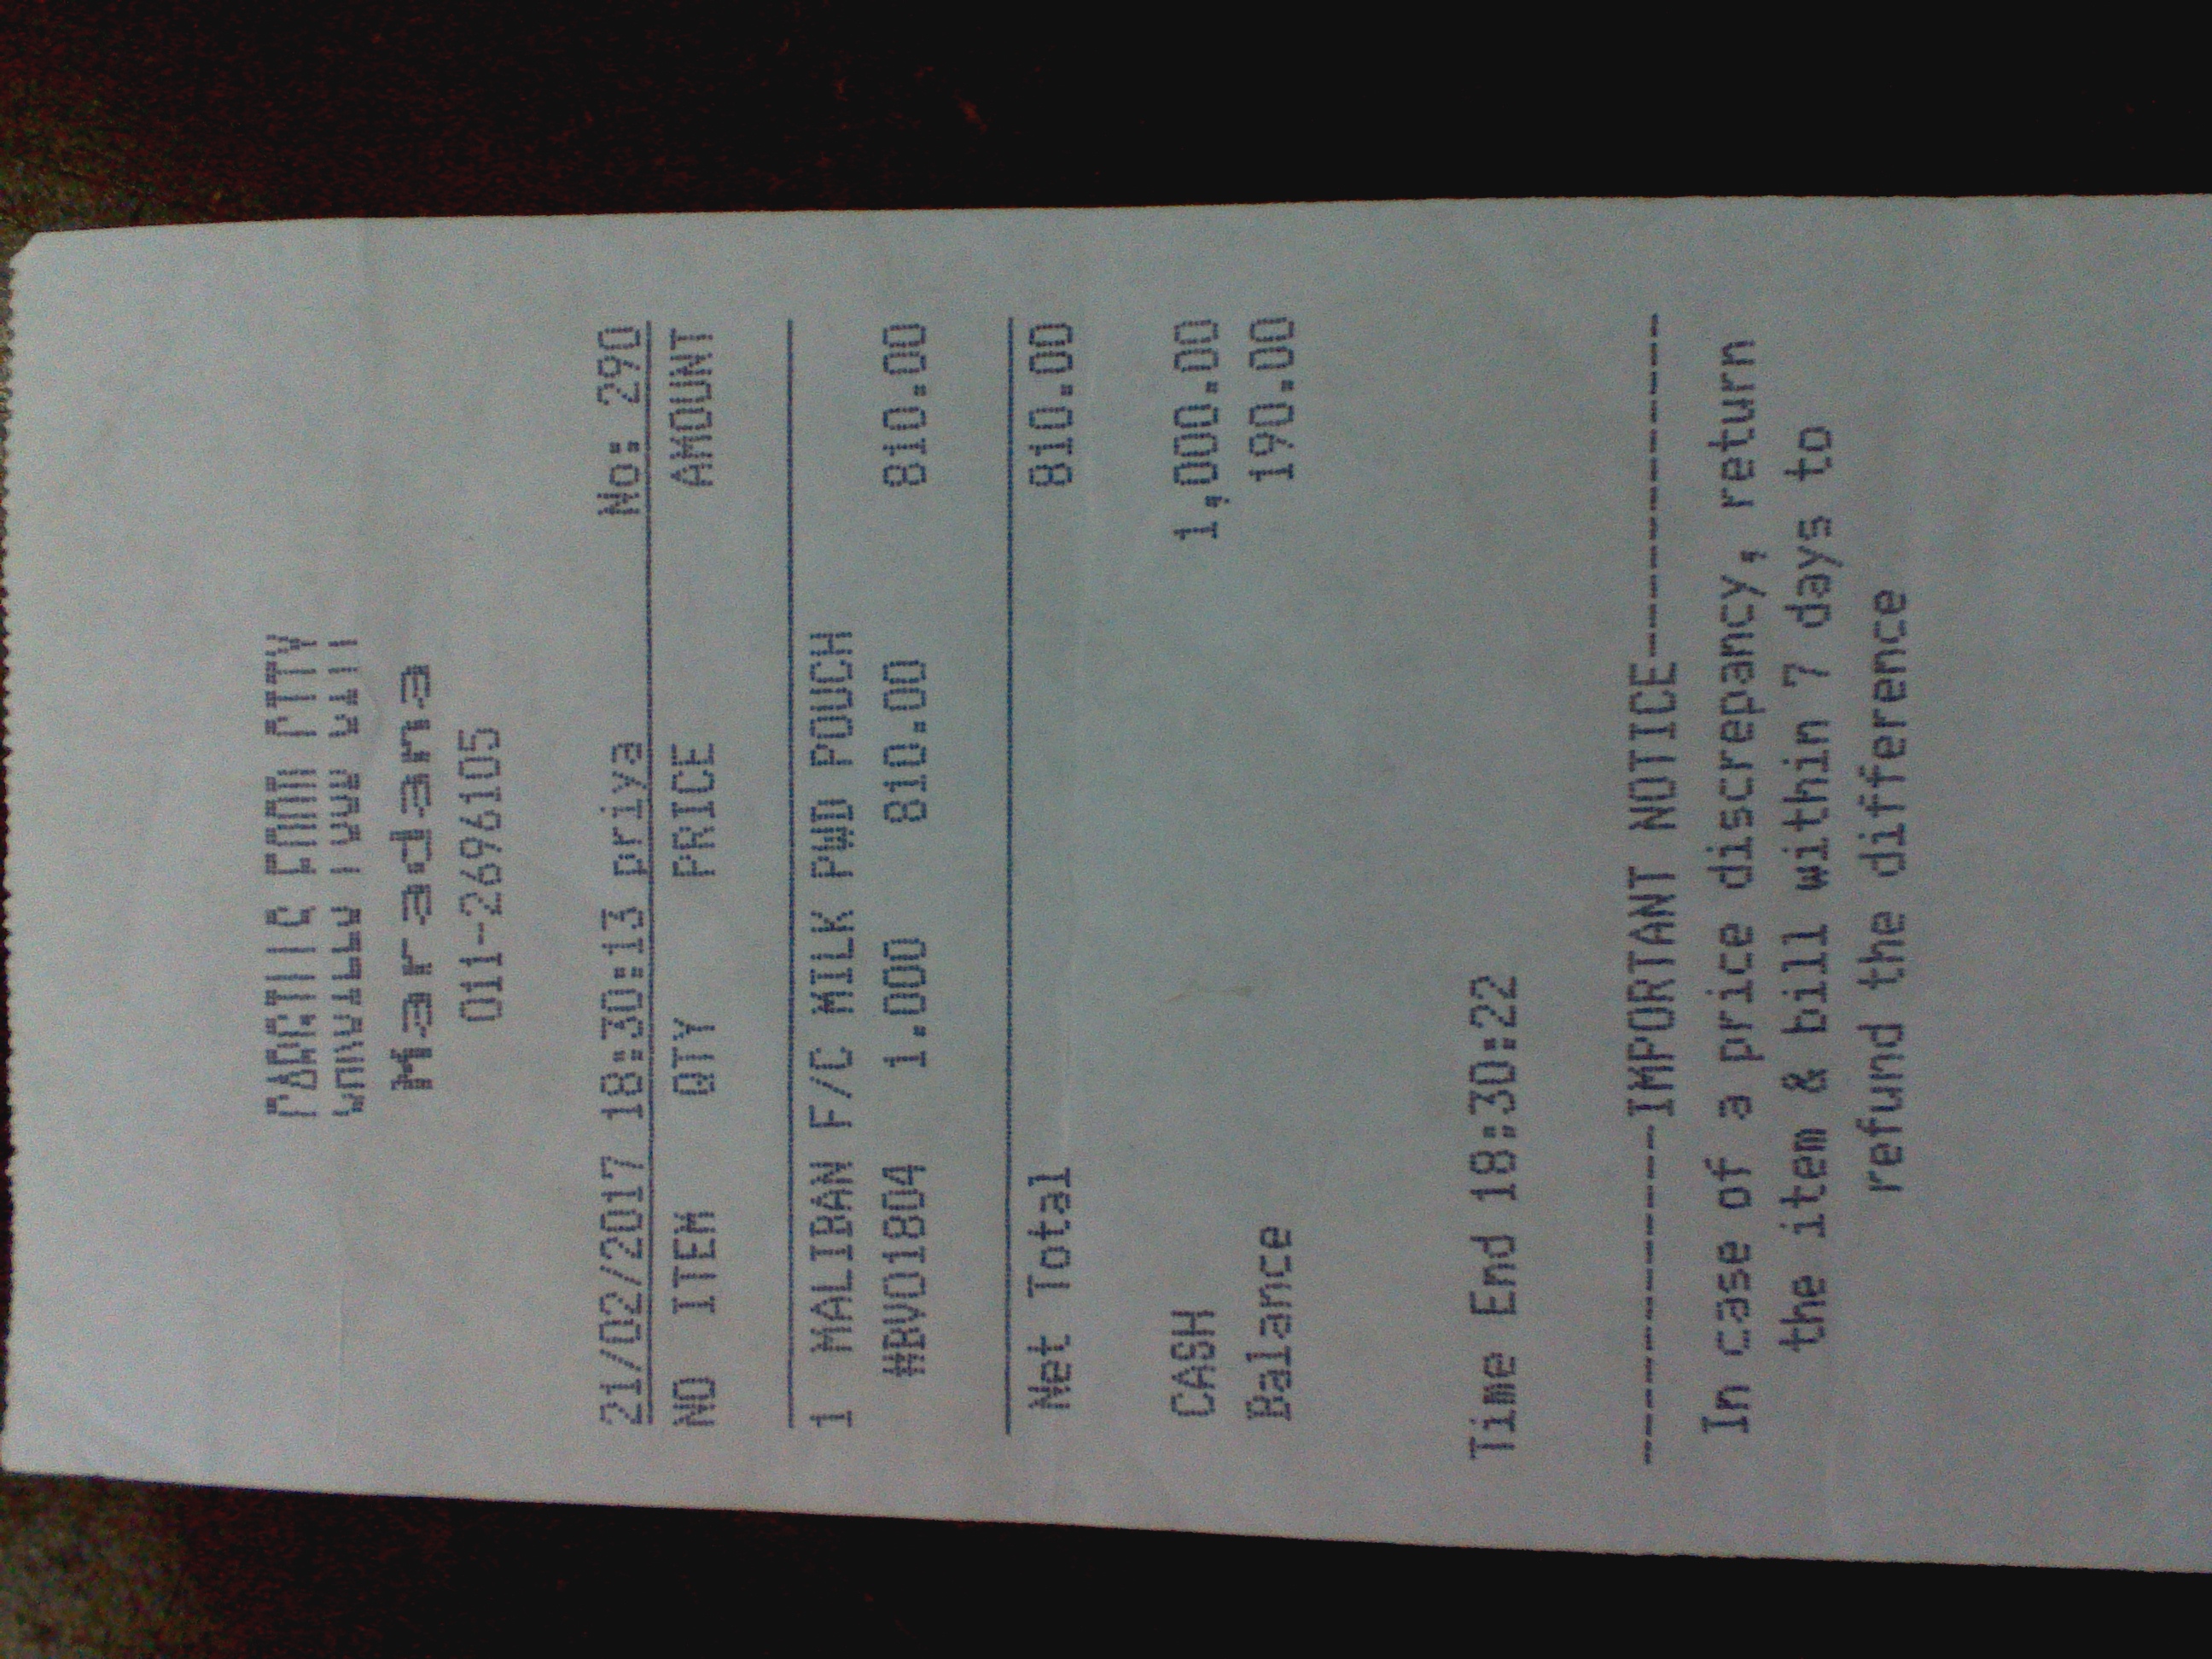 CARGILLS FOOD CITY
Maradana
011-2696105
21/02/2017 18:30:13 priya No: 290
NO ITEM QTY PRICE AMOUNT
1 MALIBAN F/C MILK PWD POUCH
#BV01804 1.000 810.00 810.00
Net Total 810.00
CASH 1,000.00
Balance 190.00
Time End 18:30:22
------------IMPORTANT NOTICE------------
In case of a price discrepancy, return
the item & bill within 7 days to
refund the difference